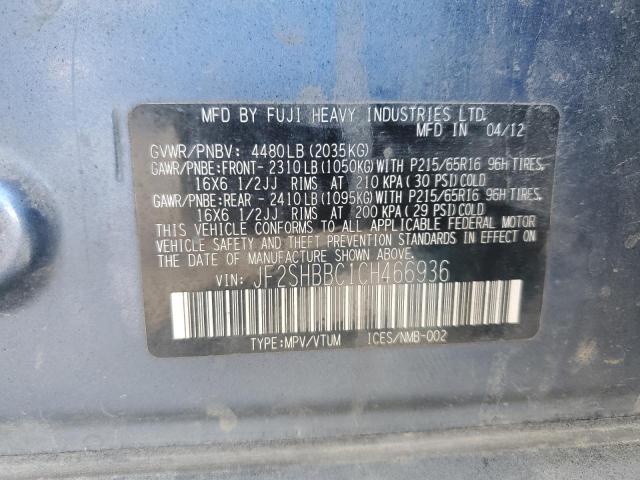 MFD BY FUJI HEAVY INDUSTRIES LTD.
MFD IN 04/12
GVWR/PNBV: 4480LB(2035KG)
GAWR/PNBE:FRONT- 2310LB(1050KG)WITH P215/65R16 96H TIRES,
16X6 1/2JJ RIMS AT 210 KPA(30 PSI)COLD
GAWR/PNBE:REAR - 2410LB(1095KG)WITH P215/65R16 96H TIRES,
16X6 1/2JJ RIMS AT 200 KPA(29 PSI)COLD
THIS VEHICLE CONFORMS TO ALL APPLICABLE FEDERAL MOTOR
VEHICLE SAFETY AND THEFT PREVENTION STANDARDS IN EFFECT ON
THE DATE OF MANUFACTURE SHOWN ABOVE.
VIN: JF2SHBBC1CH466936
TYPE:MPV/VTUM ICES/NMB-002